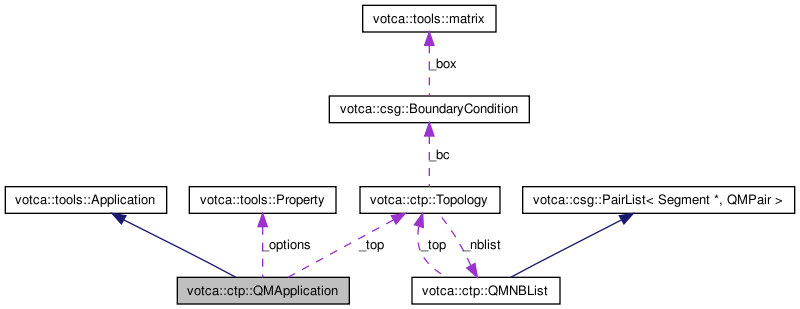 votca::tools::matrix
_box
votca::csg::BoundaryCondition
_bc
votca::tools::Application
votca::tools::Property
votca::ctp::Topology
votca::csg::PairList< Segment *, QMPair >
_options
_top
_top
_nblist
votca::ctp::QMApplication
votca::ctp::QMNBList